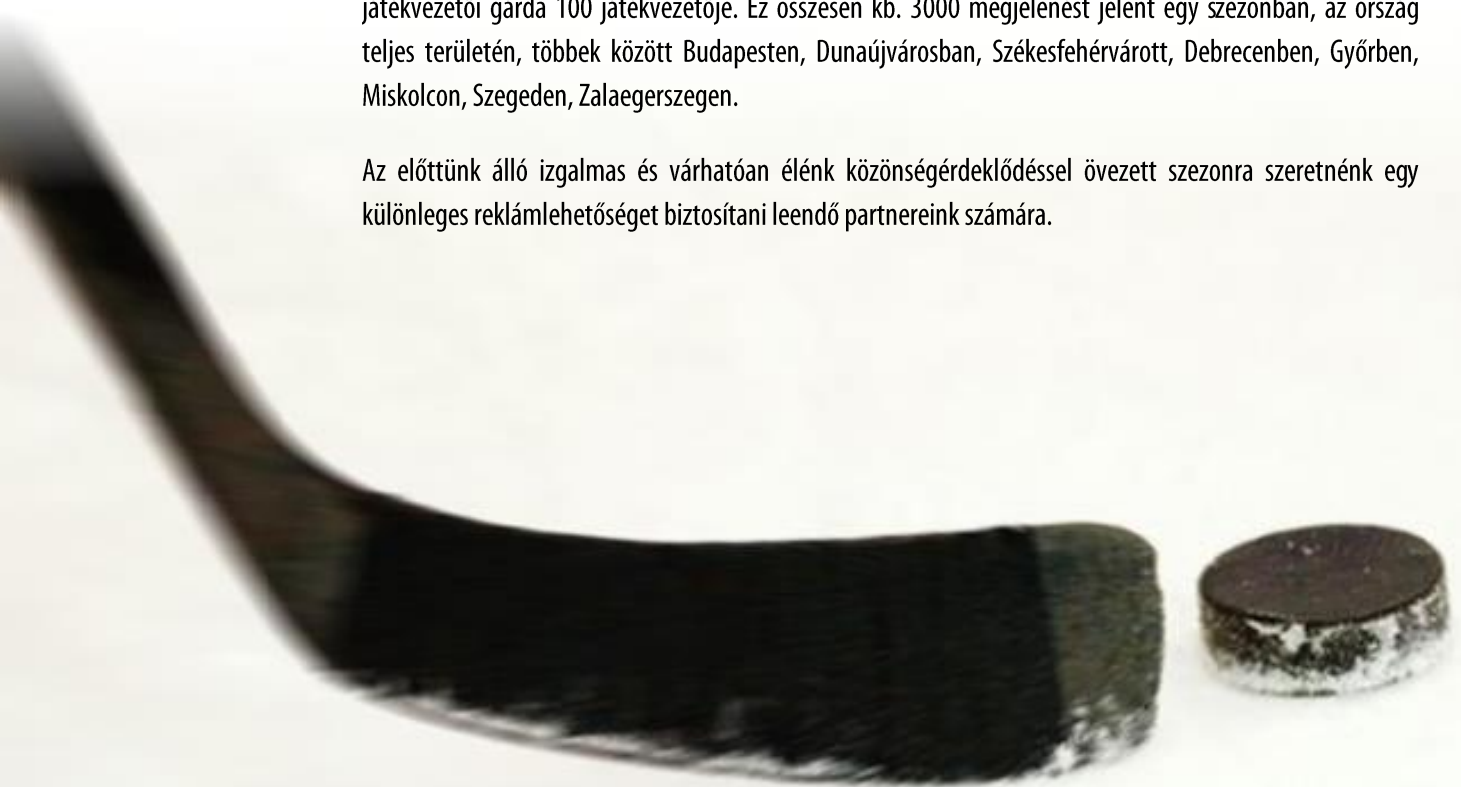 játékvezetői gárda 100 játékvezetője. Ez összesen kb. 3000 megjelenést jelent egy szezonban, az ország
teljes területén, többek között Budapesten, Dunaújvárosban, Székesfehérvárott, Debrecenben, Győrben,
Miskolcon, Szegeden, Zalaegerszegen.
Az előttünk álló izgalmas és várhatóan élénk közönségérdeklődéssel övezett szezonra szeretnénk egy
különleges reklámlehetőséget biztosítani leendő partnereink számára.